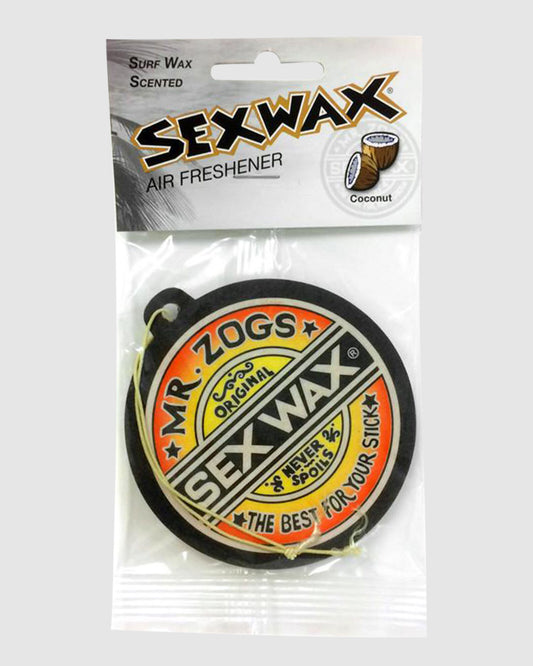 SURF WAX
SCENTED
SEXWAX®
AIR FRESHENER
Coconut
★MR. ZOGS★
ORIGINAL
SEX WAX®
NEVER
SPOILS
★THE BEST FOR YOUR STICK★